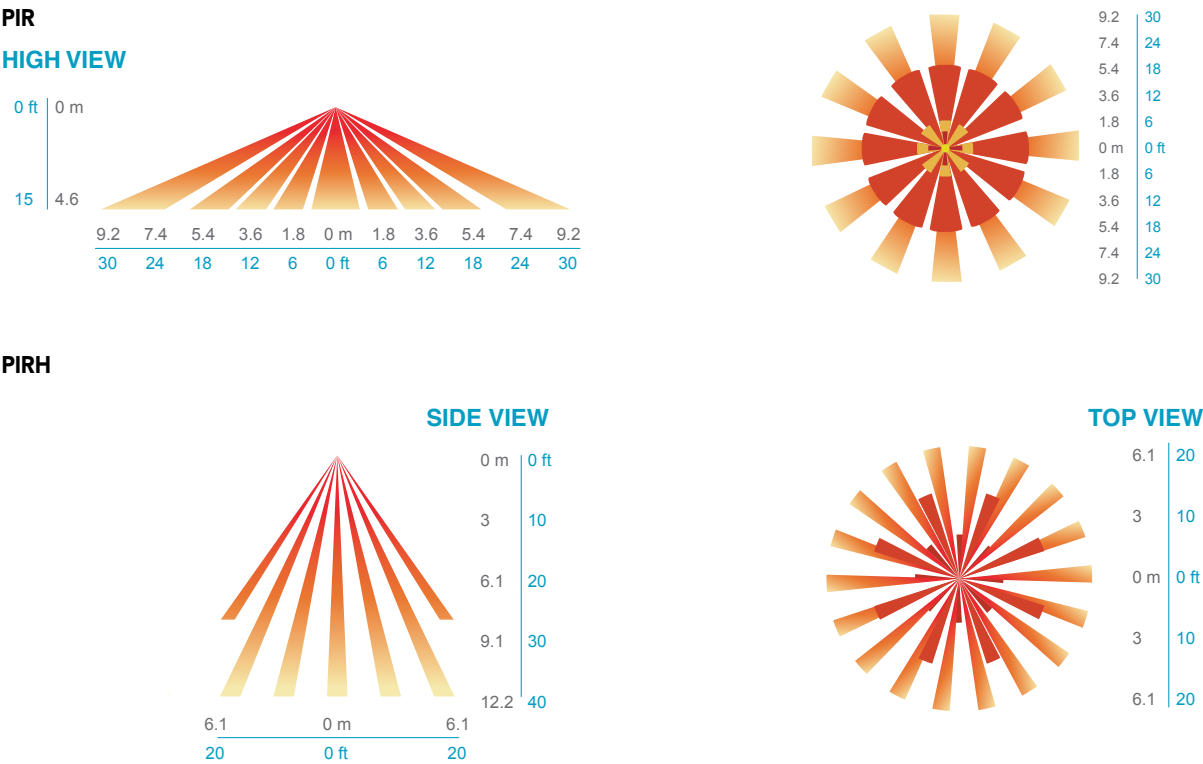 PIR
HIGH VIEW
0 ft 0 m
15 4.6
9.2 7.4 5.4 3.6 1.8 0 m 1.8 3.6 5.4 7.4 9.2
30 24 18 12 6 0 ft 6 12 18 24 30
9.2 30
7.4 24
5.4 18
3.6 12
1.8 6
0 m 0 ft
1.8 6
3.6 12
5.4 18
7.4 24
9.2 30
PIRH
SIDE VIEW
0 m 0 ft
3 10
6.1 20
9.1 30
12.2 40
6.1 0 m 6.1
20 0 ft 20
TOP VIEW
6.1 20
3 10
0 m 0 ft
3 10
6.1 20